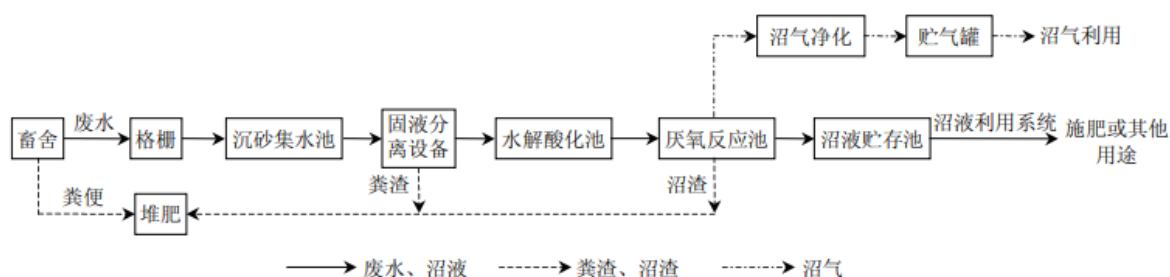 沼气净化
贮气罐
沼气利用
畜舍
废水
格栅
沉砂集水池
固液分
离设备
水解酸化池
厌氧反应池
沼液贮存池
沼液利用系统
施肥或其他
用途
粪便
堆肥
粪渣
沼渣
废水、沼液
粪渣、沼渣
沼气